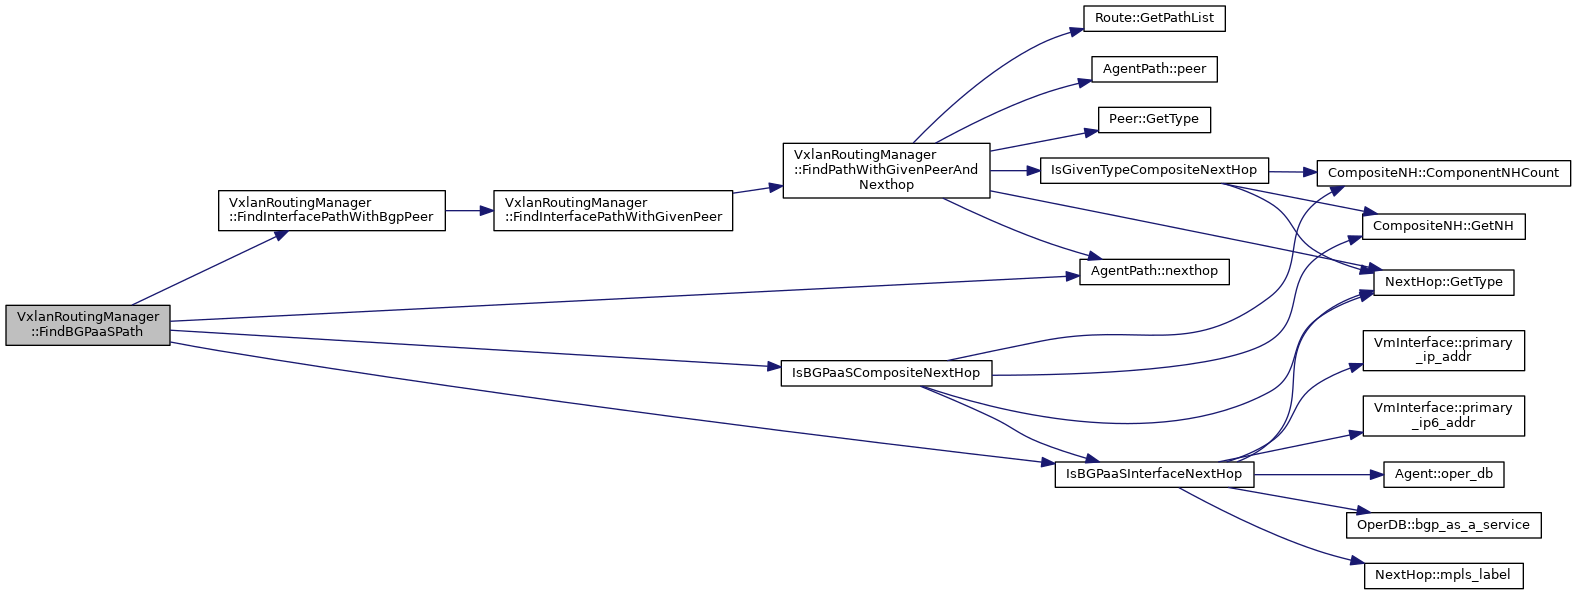 VxlanRoutingManager
::FindBGPaaSPath
VxlanRoutingManager
::FindInterfacePathWithBgpPeer
VxlanRoutingManager
::FindInterfacePathWithGivenPeer
VxlanRoutingManager
::FindPathWithGivenPeerAnd
Nexthop
Route::GetPathList
AgentPath::peer
Peer::GetType
IsGivenTypeCompositeNextHop
CompositeNH::ComponentNHCount
CompositeNH::GetNH
AgentPath::nexthop
NextHop::GetType
IsBGPaaSCompositeNextHop
IsBGPaaSInterfaceNextHop
VmInterface::primary
_ip_addr
VmInterface::primary
_ip6_addr
Agent::oper_db
OperDB::bgp_as_a_service
NextHop::mpls_label